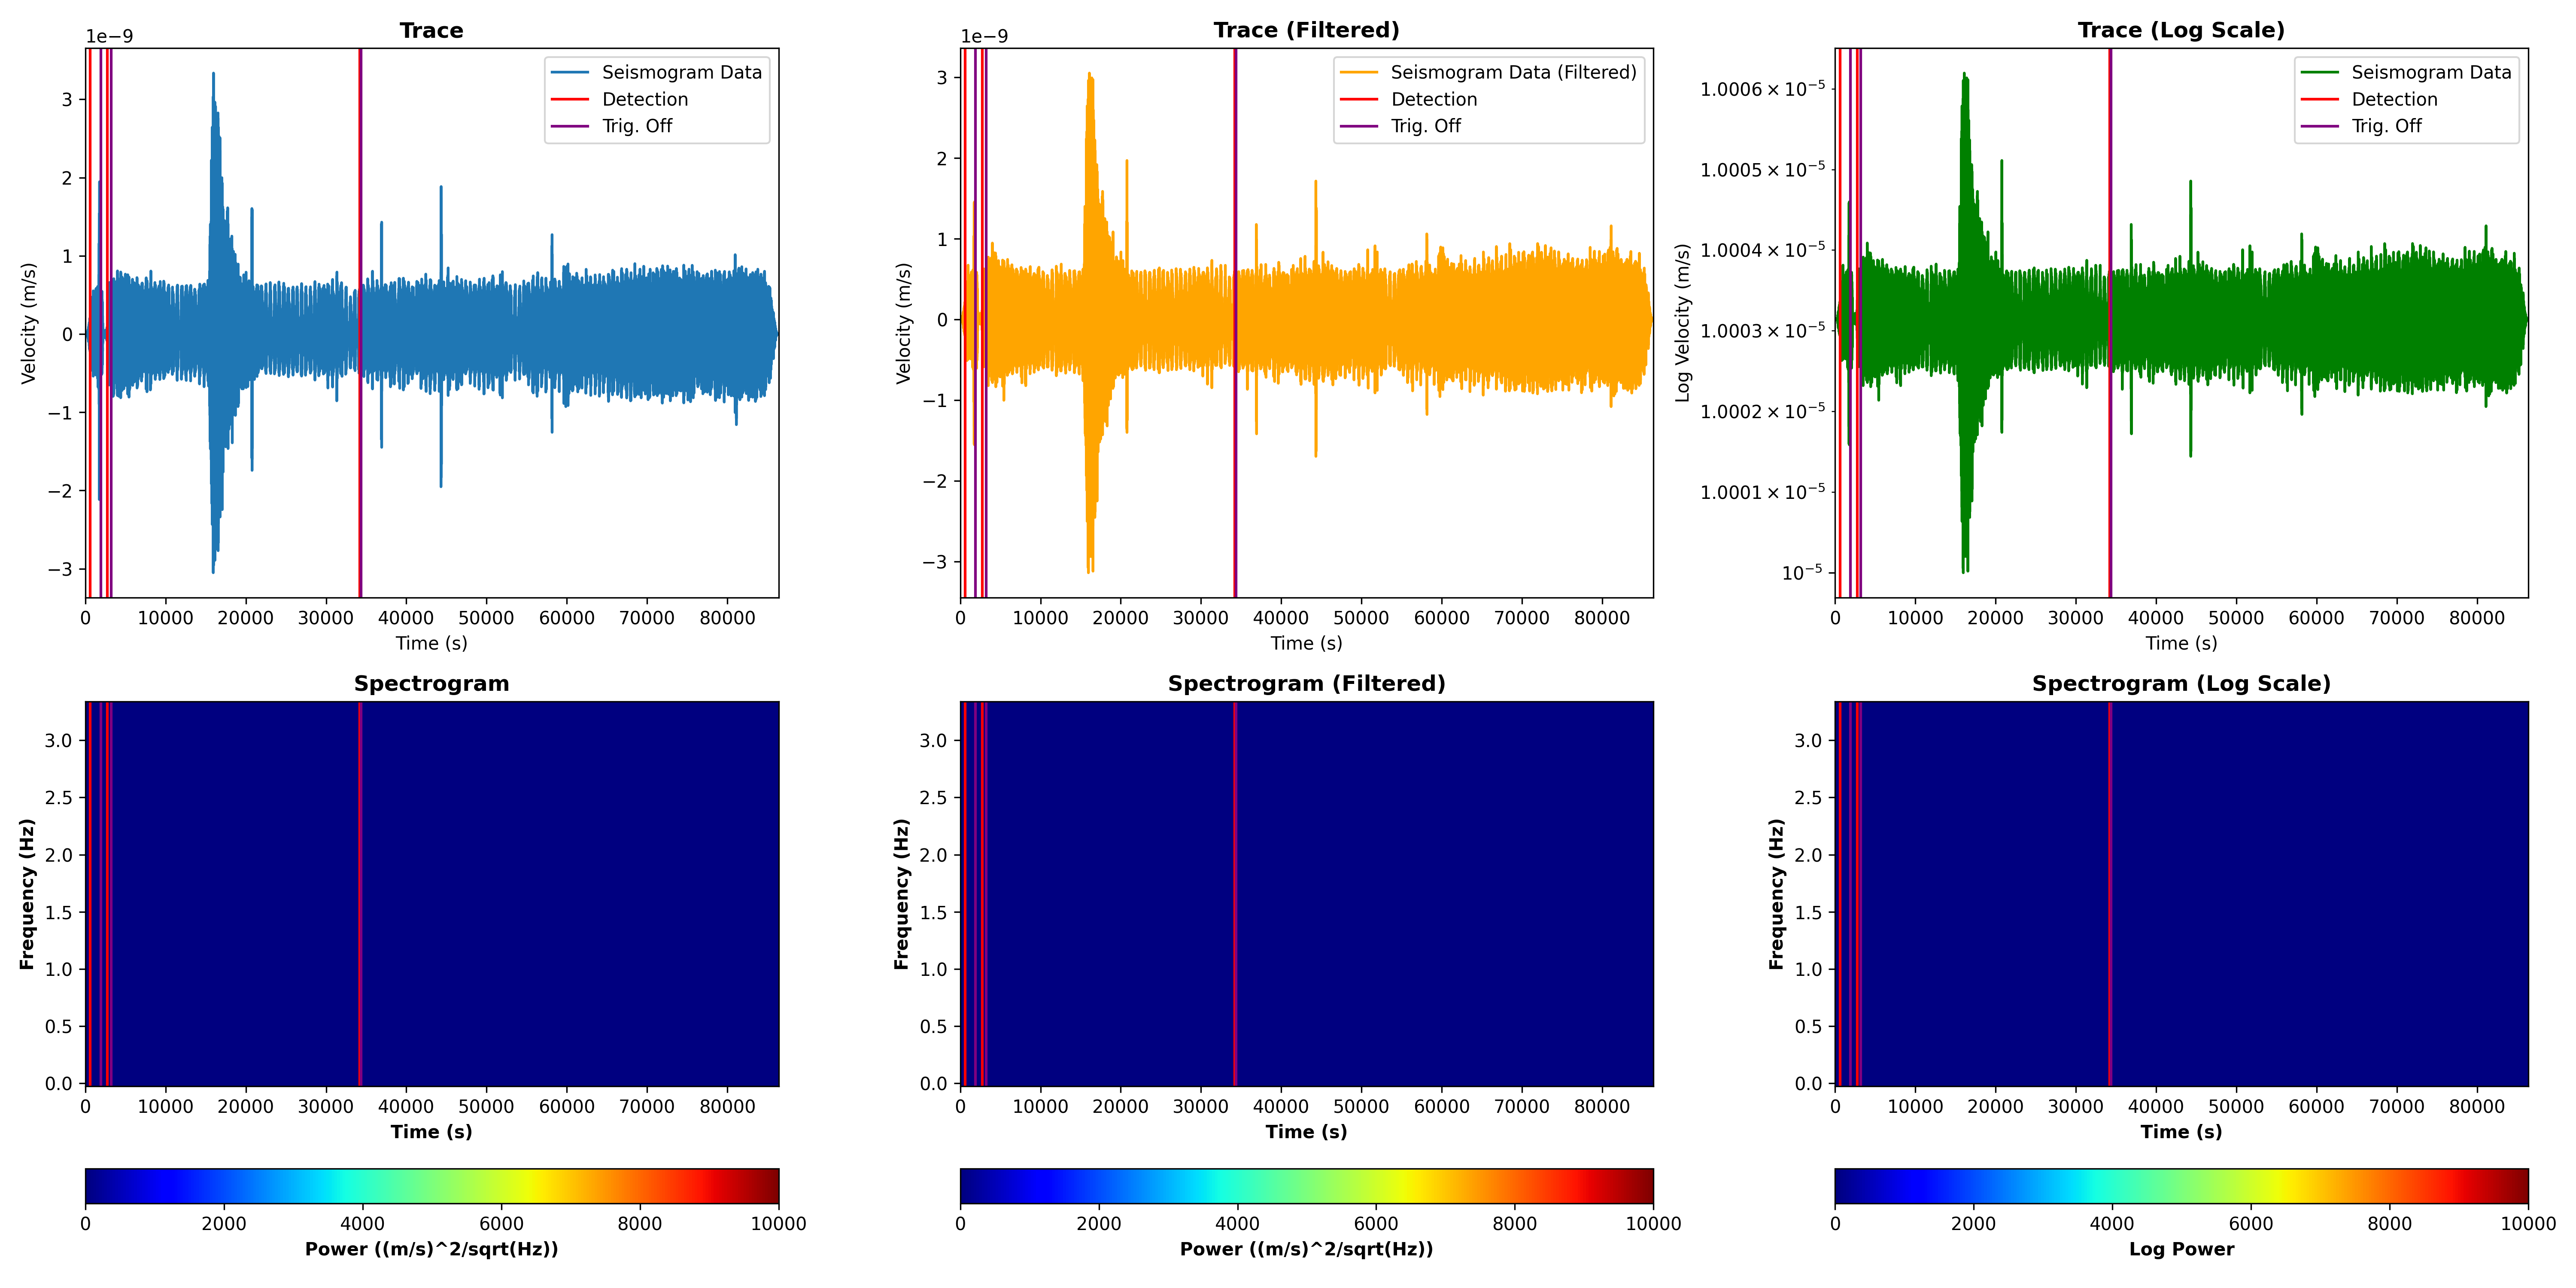 Trace
1e−9
Velocity (m/s)
3
2
1
0
−1
−2
−3
Seismogram Data
Detection
Trig. Off
0 10000 20000 30000 40000 50000 60000 70000 80000
Time (s)
Trace (Filtered)
1e−9
Velocity (m/s)
3
2
1
0
−1
−2
−3
Seismogram Data (Filtered)
Detection
Trig. Off
0 10000 20000 30000 40000 50000 60000 70000 80000
Time (s)
Trace (Log Scale)
Log Velocity (m/s)
1.0006 × 10⁻⁵
1.0005 × 10⁻⁵
1.0004 × 10⁻⁵
1.0003 × 10⁻⁵
1.0002 × 10⁻⁵
1.0001 × 10⁻⁵
10⁻⁵
Seismogram Data
Detection
Trig. Off
0 10000 20000 30000 40000 50000 60000 70000 80000
Time (s)
Spectrogram
Frequency (Hz)
3.0
2.5
2.0
1.5
1.0
0.5
0.0
0 10000 20000 30000 40000 50000 60000 70000 80000
Time (s)
0 2000 4000 6000 8000 10000
Power ((m/s)^2/sqrt(Hz))
Spectrogram (Filtered)
Frequency (Hz)
3.0
2.5
2.0
1.5
1.0
0.5
0.0
0 10000 20000 30000 40000 50000 60000 70000 80000
Time (s)
0 2000 4000 6000 8000 10000
Power ((m/s)^2/sqrt(Hz))
Spectrogram (Log Scale)
Frequency (Hz)
3.0
2.5
2.0
1.5
1.0
0.5
0.0
0 10000 20000 30000 40000 50000 60000 70000 80000
Time (s)
0 2000 4000 6000 8000 10000
Log Power